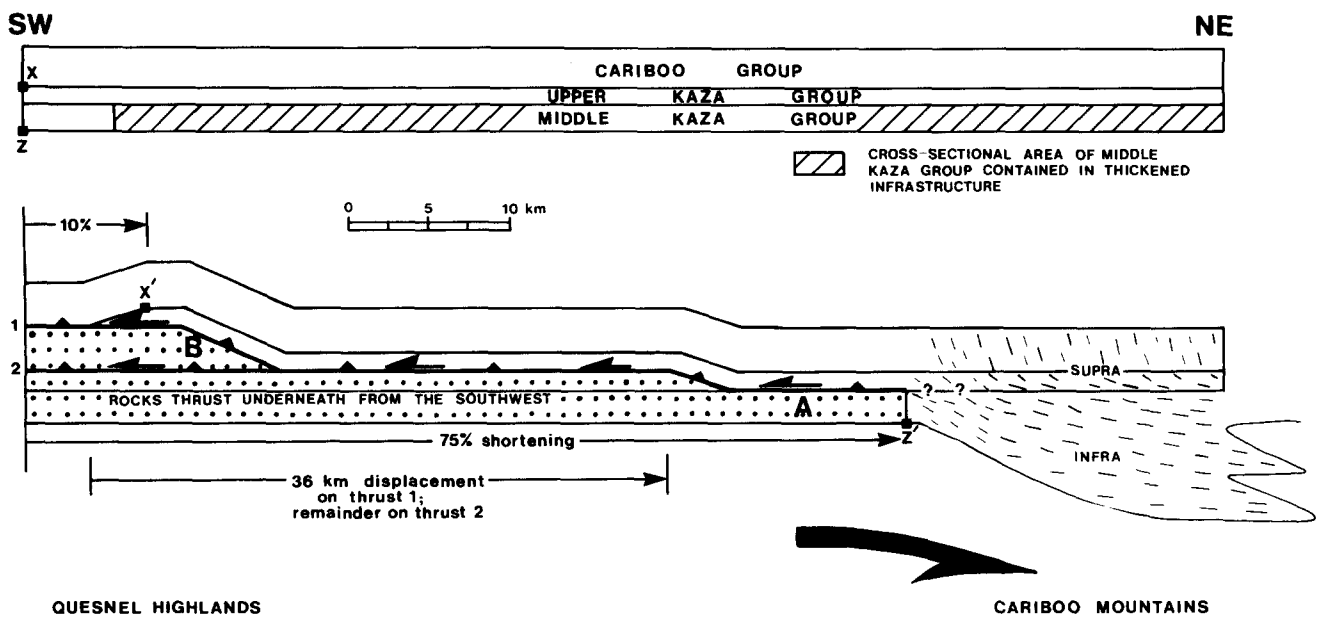 SW
NE
X
CARIBOO GROUP
UPPER KAZA GROUP
MIDDLE KAZA GROUP
Z
CROSS-SECTIONAL AREA OF MIDDLE
KAZA GROUP CONTAINED IN THICKENED
INFRASTRUCTURE
0 5 10 km
10%
X'
1
B
2
SUPRA
ROCKS THRUST UNDERNEATH FROM THE SOUTHWEST
A
? ?
75% shortening
Z'
INFRA
36 km displacement
on thrust 1;
remainder on thrust 2
QUESNEL HIGHLANDS
CARIBOO MOUNTAINS